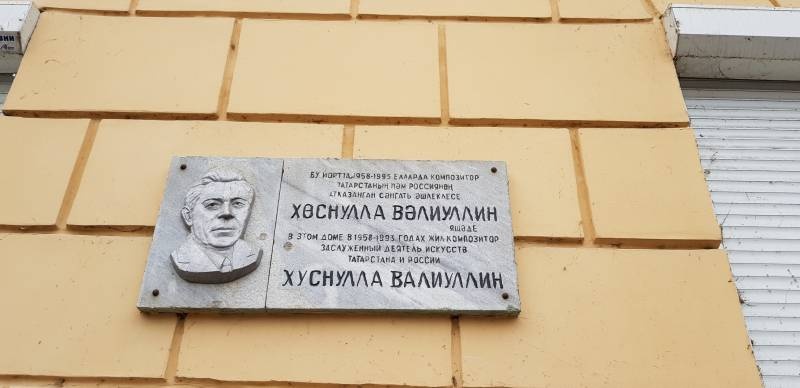 БУ ЙОРТТА 1958-1993 ЕЛЛАРДА КОМПОЗИТОР
ТАТАРСТАННЫҢ ҺӘМ РОССИЯНЕҢ
АТКАЗАНГАН СӘНГАТЬ ЭШЛЕКЛЕСЕ
ХӨСНУЛЛА ВӘЛИУЛЛИН
ЯШӘДЕ
В ЭТОМ ДОМЕ В 1958-1993 ГОДАХ ЖИЛ КОМПОЗИТОР
ЗАСЛУЖЕННЫЙ ДЕЯТЕЛЬ ИСКУССТВ
ТАТАРСТАНА И РОССИИ
ХУСНУЛЛА ВАЛИУЛЛИН